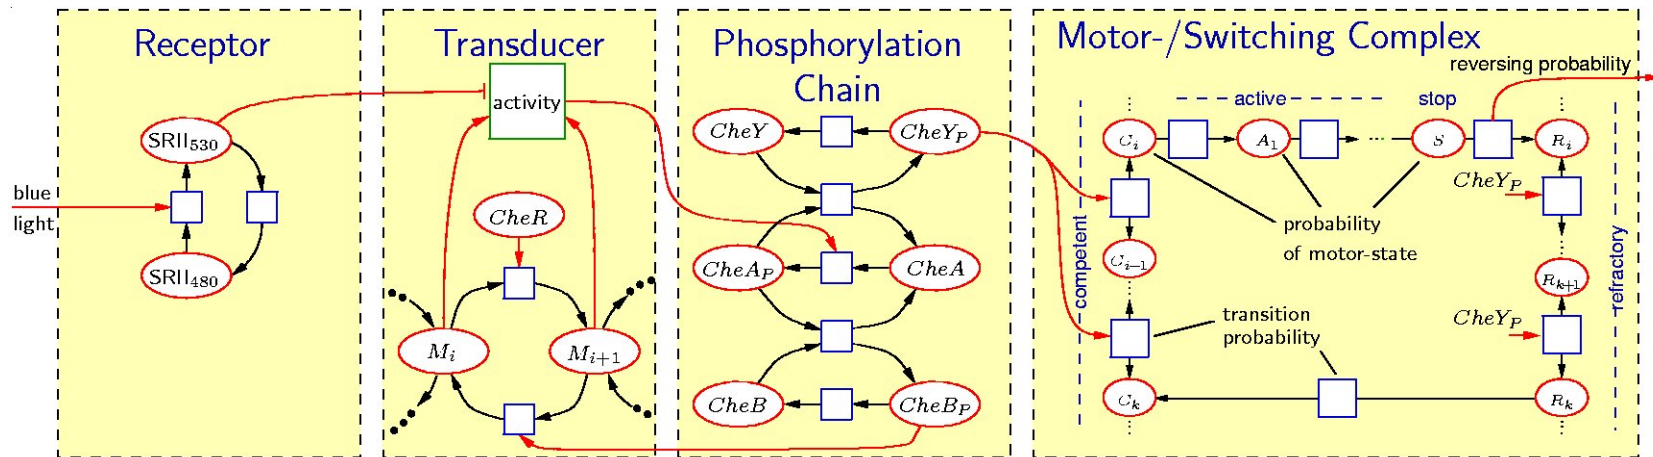 Receptor
blue
light
SRII530
SRII480
Transducer
activity
CheR
Mi
Mi+1
Phosphorylation
Chain
CheY
CheYP
CheAP
CheA
CheB
CheBP
Motor-/Switching Complex
reversing probability
active
stop
Ci
A1
...
S
Ri
CheYP
competent
probability
of motor-state
Ci-1
Rk+1
refractory
transition
probability
CheYP
Ck
Rk